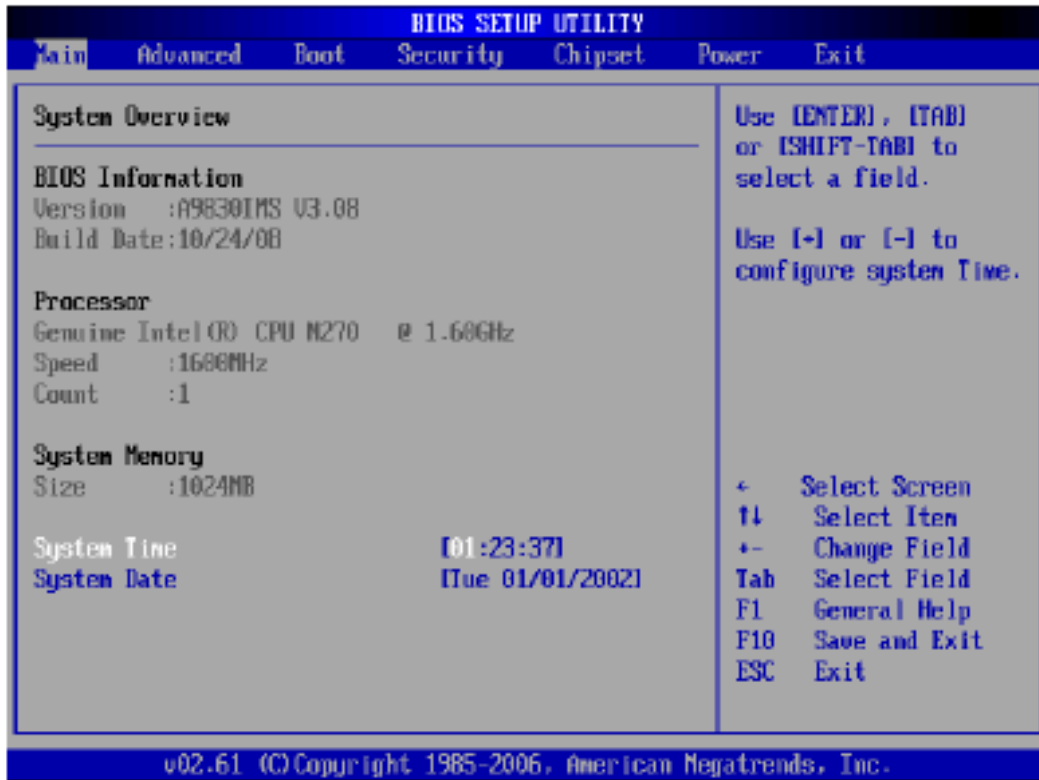 BIOS SETUP UTILITY
Main Advanced Boot Security Chipset Power Exit
System Overview
BIOS Information
Version :A9830IMS V3.08
Build Date:10/24/08
Processor
Genuine Intel(R) CPU N270 @ 1.60GHz
Speed :1600MHz
Count :1
System Memory
Size :1024MB
System Time [01:23:37]
System Date [Tue 01/01/2002]
Use [ENTER], [TAB]
or [SHIFT-TAB] to
select a field.
Use [+] or [-] to
configure system Time.
← Select Screen
↑↓ Select Item
+- Change Field
Tab Select Field
F1 General Help
F10 Save and Exit
ESC Exit
v02.61 (C)Copyright 1985-2006, American Megatrends, Inc.